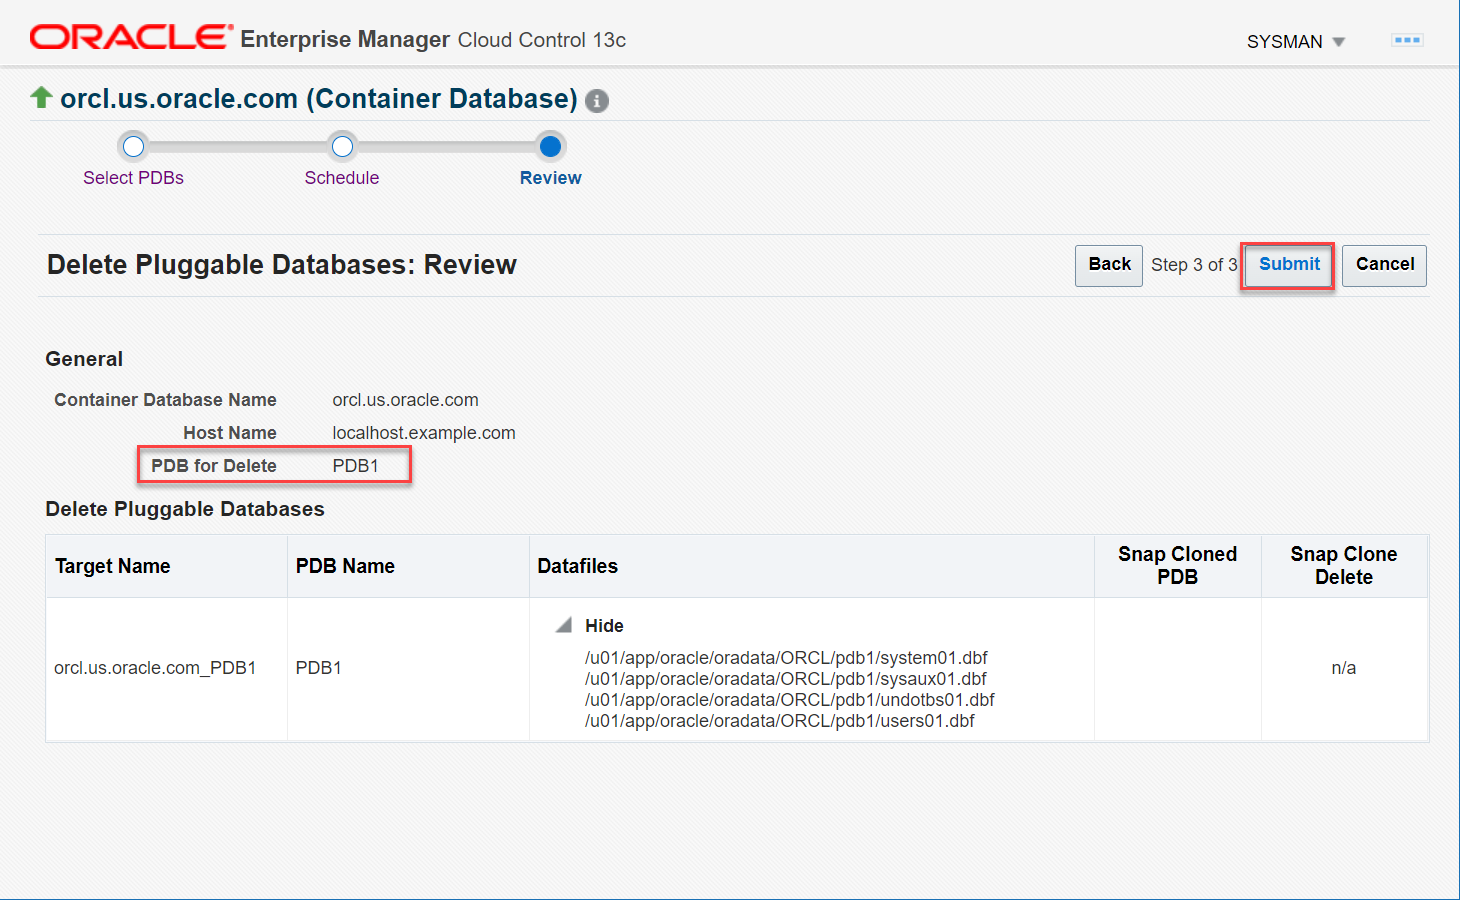 ORACLE Enterprise Manager Cloud Control 13c
SYSMAN
orcl.us.oracle.com (Container Database)
Select PDBs Schedule Review
Delete Pluggable Databases: Review
Back Step 3 of 3 Submit Cancel
General
Container Database Name orcl.us.oracle.com
Host Name localhost.example.com
PDB for Delete PDB1
Delete Pluggable Databases
Target Name PDB Name Datafiles Snap Cloned PDB Snap Clone Delete
Hide
/u01/app/oracle/oradata/ORCL/pdb1/system01.dbf
orcl.us.oracle.com_PDB1 PDB1 n/a
/u01/app/oracle/oradata/ORCL/pdb1/sysaux01.dbf
/u01/app/oracle/oradata/ORCL/pdb1/undotbs01.dbf
/u01/app/oracle/oradata/ORCL/pdb1/users01.dbf